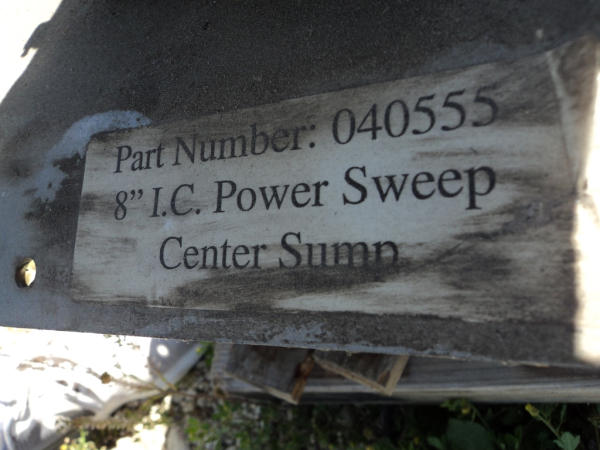 Part Number: 040555
8” I.C. Power Sweep
Center Sump